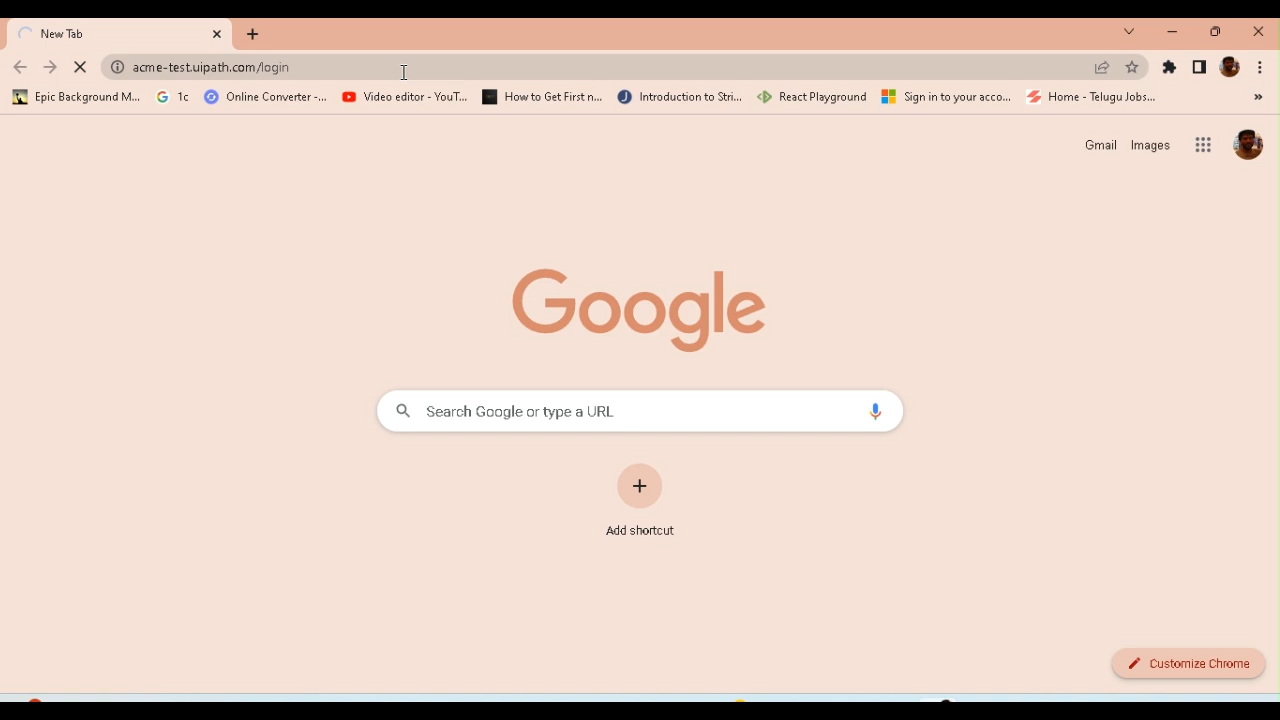 New Tab
acme-test.uipath.com/login
Epic Background M... 1c Online Converter -... Video editor - YouT... How to Get First n... Introduction to Stri... React Playground Sign in to your acco... Home - Telugu Jobs... »
Gmail Images
Google
Search Google or type a URL
Add shortcut
Customize Chrome